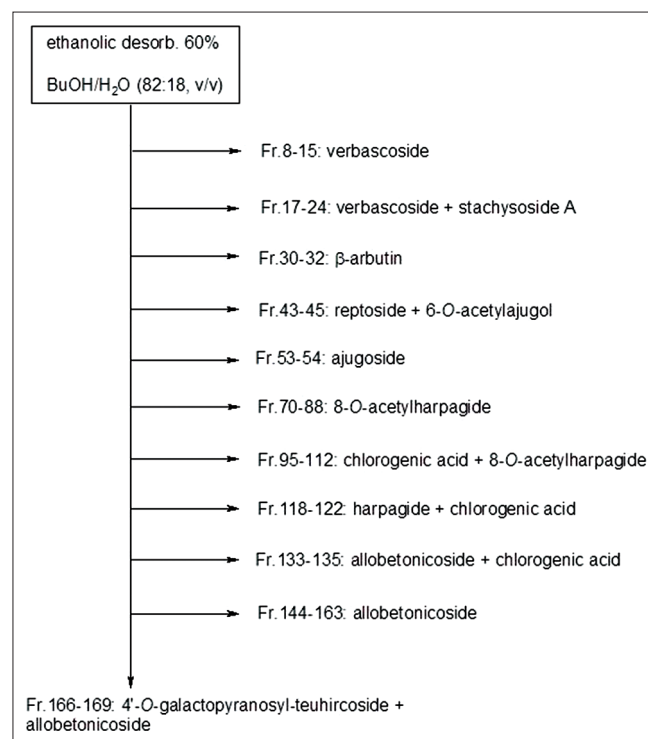 ethanolic desorb. 60%
BuOH/H₂O (82:18, v/v)
Fr.8-15: verbascoside
Fr.17-24: verbascoside + stachysoside A
Fr.30-32: β-arbutin
Fr.43-45: reptoside + 6-O-acetylajugol
Fr.53-54: ajugoside
Fr.70-88: 8-O-acetylharpagide
Fr.95-112: chlorogenic acid + 8-O-acetylharpagide
Fr.118-122: harpagide + chlorogenic acid
Fr.133-135: allobetonicoside + chlorogenic acid
Fr.144-163: allobetonicoside
Fr.166-169: 4'-O-galactopyranosyl-teuhircoside +
allobetonicoside